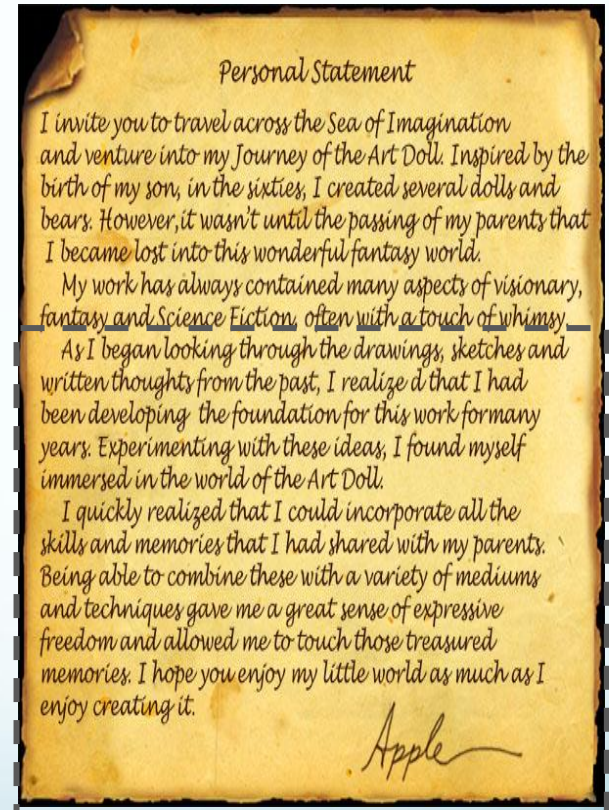 Personal Statement
I invite you to travel across the Sea of Imagination
and venture into my Journey of the Art Doll. Inspired by the
birth of my son, in the sixties, I created several dolls and
bears. However,it wasn't until the passing of my parents that
I became lost into this wonderful fantasy world.
My work has always contained many aspects of visionary,
fantasy and Science Fiction, often with a touch of whimsy.
As I began looking through the drawings, sketches and
written thoughts from the past, I realize d that I had
been developing the foundation for this work formany
years. Experimenting with these ideas, I found myself
immersed in the world of the Art Doll.
I quickly realized that I could incorporate all the
skills and memories that I had shared with my parents.
Being able to combine these with a variety of mediums
and techniques gave me a great sense of expressive
freedom and allowed me to touch those treasured
memories. I hope you enjoy my little world as much as I
enjoy creating it.
Apple